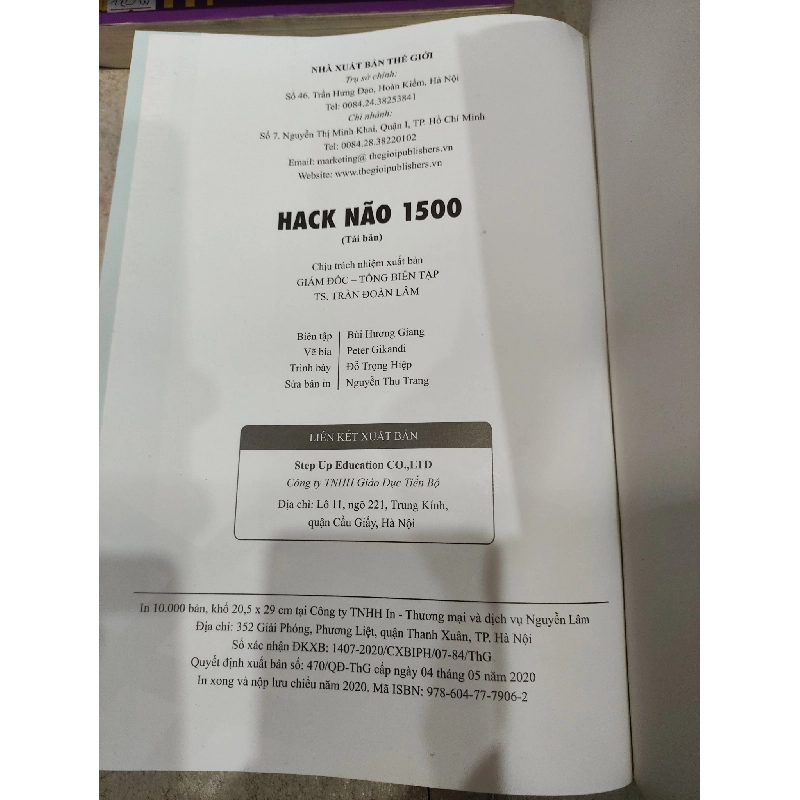 NHÀ XUẤT BẢN THẾ GIỚI
Trụ sở chính:
Số 46, Trần Hưng Đạo, Hoàn Kiếm, Hà Nội
Tel: 0084.24.38253841
Chi nhánh:
Số 7, Nguyễn Thị Minh Khai, Quận I, TP. Hồ Chí Minh
Tel: 0084.28.38220102
Email: marketing@ thegioipublishers.vn
Website: www.thegioipublishers.vn
HACK NÃO 1500
(Tái bản)
Chịu trách nhiệm xuất bản
GIÁM ĐỐC – TỔNG BIÊN TẬP
TS. TRẦN ĐOÀN LÂM
Biên tập Bùi Hương Giang
Vẽ bìa Peter Gikandi
Trình bày Đỗ Trọng Hiệp
Sửa bản in Nguyễn Thu Trang
LIÊN KẾT XUẤT BẢN
Step Up Education CO.,LTD
Công ty TNHH Giáo Dục Tiến Bộ
Địa chỉ: Lô 11, ngõ 221, Trung Kính,
quận Cầu Giấy, Hà Nội
In 10.000 bản, khổ 20,5 x 29 cm tại Công ty TNHH In - Thương mại và dịch vụ Nguyễn Lâm
Địa chỉ: 352 Giải Phóng, Phương Liệt, quận Thanh Xuân, TP. Hà Nội
Số xác nhận ĐKXB: 1407-2020/CXBIPH/07-84/ThG
Quyết định xuất bản số: 470/QĐ-ThG cấp ngày 04 tháng 05 năm 2020
In xong và nộp lưu chiểu năm 2020. Mã ISBN: 978-604-77-7906-2